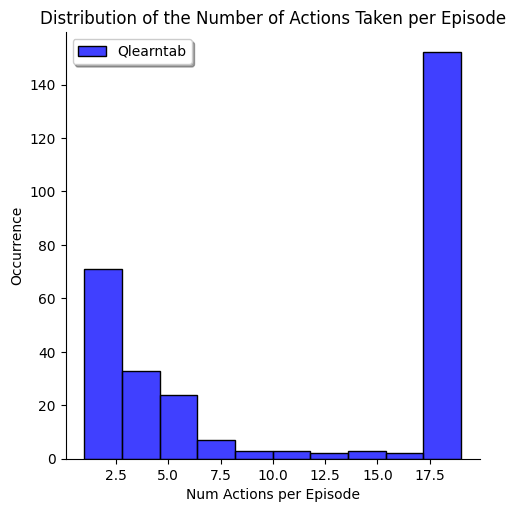 Distribution of the Number of Actions Taken per Episode
Qlearntab
140
120
100
80
60
40
20
0
Occurrence
2.5 5.0 7.5 10.0 12.5 15.0 17.5
Num Actions per Episode